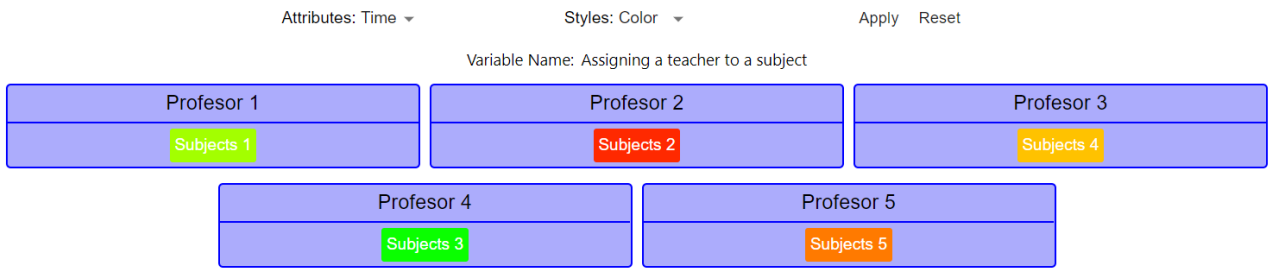 Attributes: Time Styles: Color Apply Reset
Variable Name: Assigning a teacher to a subject
Profesor 1 Profesor 2 Profesor 3
Subjects 1 Subjects 2 Subjects 4
Profesor 4 Profesor 5
Subjects 3 Subjects 5